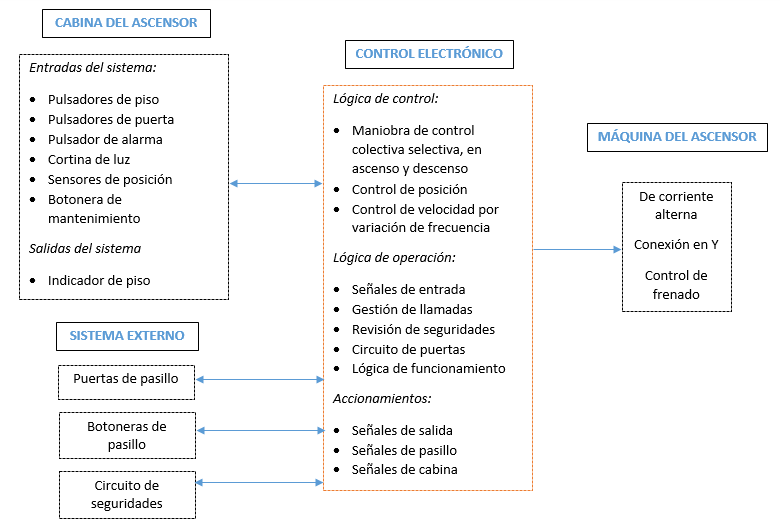 CABINA DEL ASCENSOR
Entradas del sistema:
• Pulsadores de piso
• Pulsadores de puerta
• Pulsador de alarma
• Cortina de luz
• Sensores de posición
• Botonera de
mantenimiento
Salidas del sistema
• Indicador de piso
SISTEMA EXTERNO
Puertas de pasillo
Botoneras de
pasillo
Circuito de
seguridades
CONTROL ELECTRÓNICO
Lógica de control:
• Maniobra de control
colectiva selectiva, en
ascenso y descenso
• Control de posición
• Control de velocidad por
variación de frecuencia
Lógica de operación:
• Señales de entrada
• Gestión de llamadas
• Revisión de seguridades
• Circuito de puertas
• Lógica de funcionamiento
Accionamientos:
• Señales de salida
• Señales de pasillo
• Señales de cabina
MÁQUINA DEL ASCENSOR
De corriente
alterna
Conexión en Y
Control de
frenado